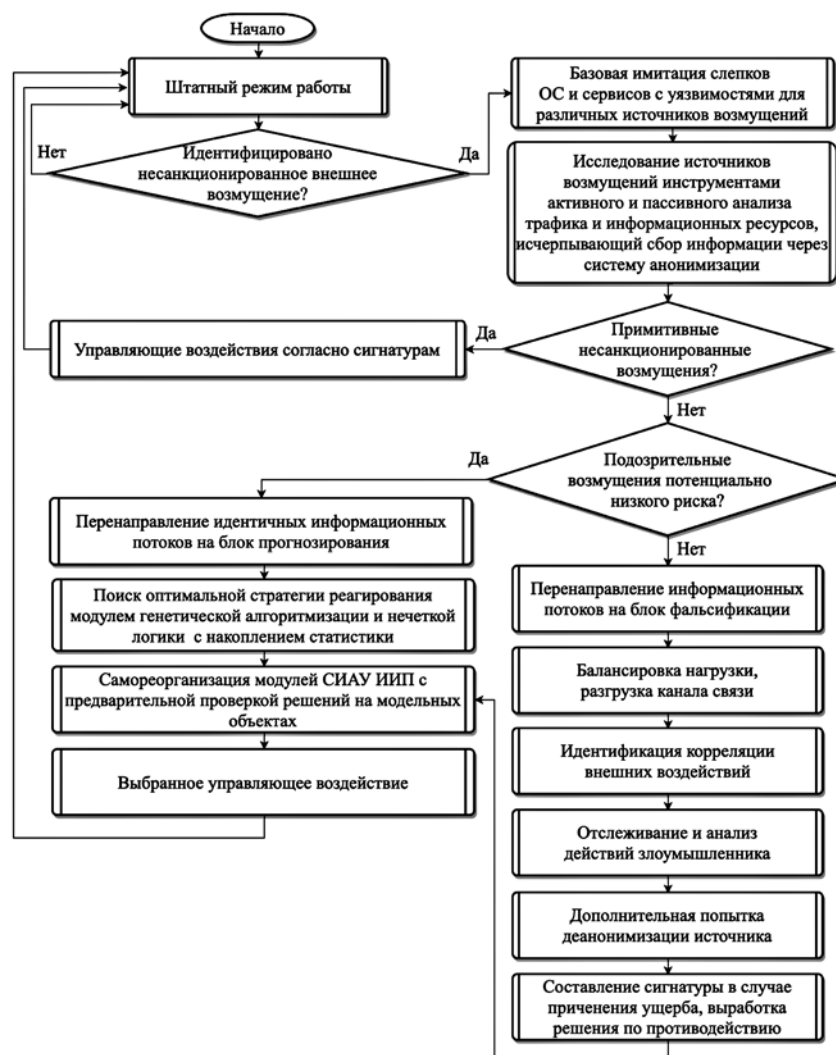 Начало
Штатный режим работы
Нет
Идентифицировано
несанкционированное внешнее
возмущение?
Да
Базовая имитация слепков
ОС и сервисов с уязвимостями для
различных источников возмущений
Исследование источников
возмущений инструментами
активного и пассивного анализа
трафика и информационных ресурсов,
исчерпывающий сбор информации через
систему анонимизации
Управляющие воздействия согласно сигнатурам
Да
Примитивные
несанкционированные
возмущения?
Нет
Да
Подозрительные
возмущения потенциально
низкого риска?
Нет
Перенаправление идентичных информационных
потоков на блок прогнозирования
Поиск оптимальной стратегии реагирования
модулем генетической алгоритмизации и нечеткой
логики с накоплением статистики
Самореорганизация модулей СИАУ ИИП с
предварительной проверкой решений на модельных
объектах
Выбранное управляющее воздействие
Перенаправление информационных
потоков на блок фальсификации
Балансировка нагрузки,
разгрузка канала связи
Идентификация корреляции
внешних воздействий
Отслеживание и анализ
действий злоумышленника
Дополнительная попытка
деанонимизации источника
Составление сигнатуры в случае
применения ущерба, выработка
решения по противодействию